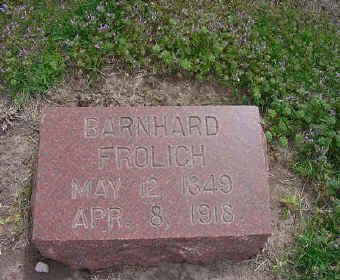 BARNHARD
FROLICH
MAY 12 1849
APR. 8, 1918